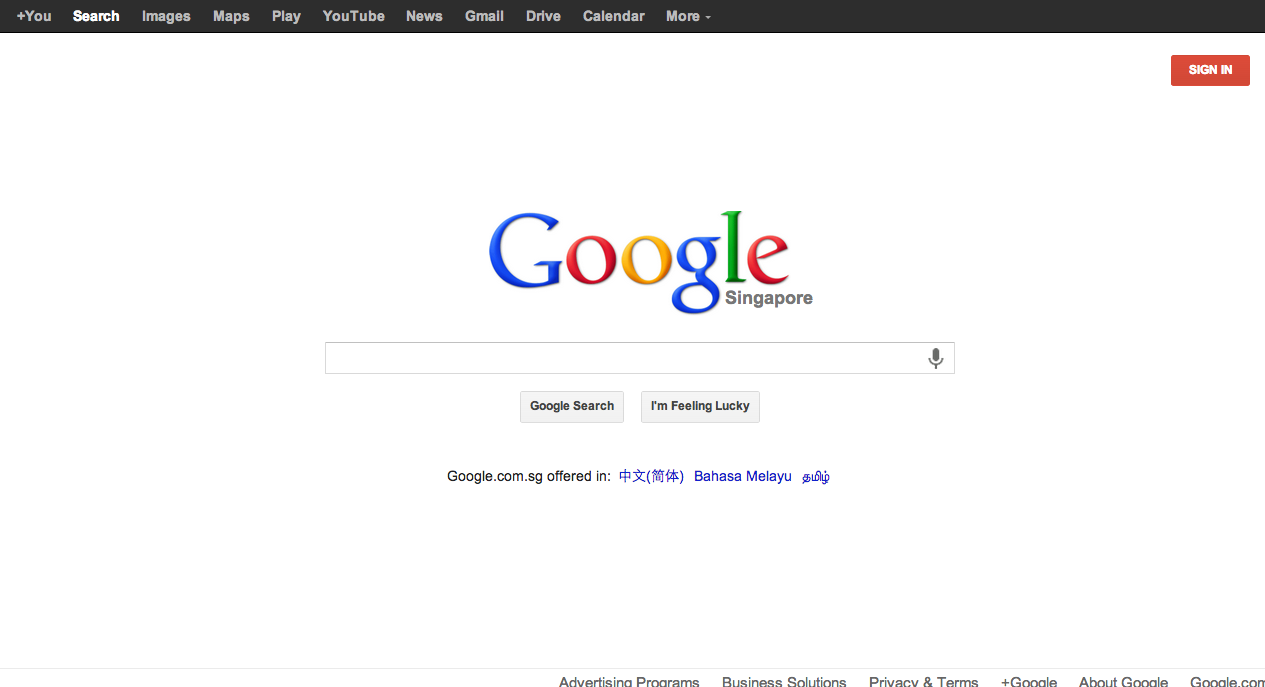 +You Search Images Maps Play YouTube News Gmail Drive Calendar More
SIGN IN
Google
Singapore
Google Search I'm Feeling Lucky
Google.com.sg offered in: 中文(简体) Bahasa Melayu தமிழ்
Advertising Programs Business Solutions Privacy & Terms +Google About Google Google.com